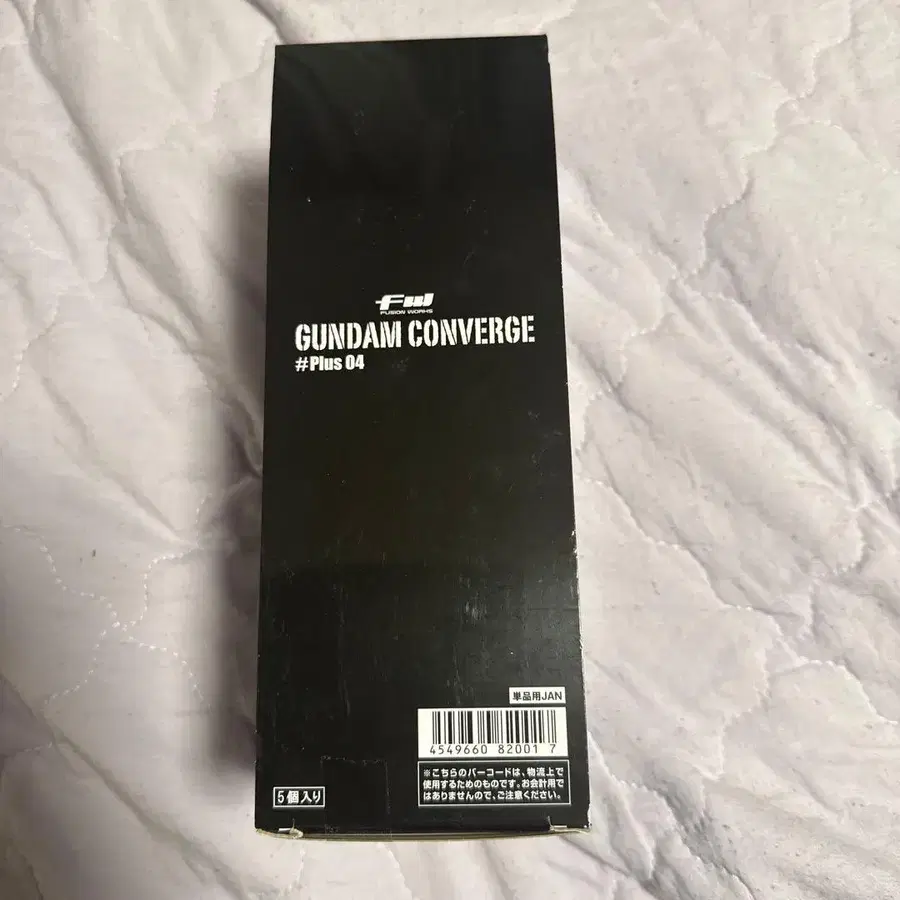 FW
FUSION WORKS
GUNDAM CONVERGE
#Plus 04
単品用JAN
4549660 82001 7
※こちらのバーコードは、物流上で
使用するためのものです。お会計用で
はありませんので、ご注意ください。
5個入り